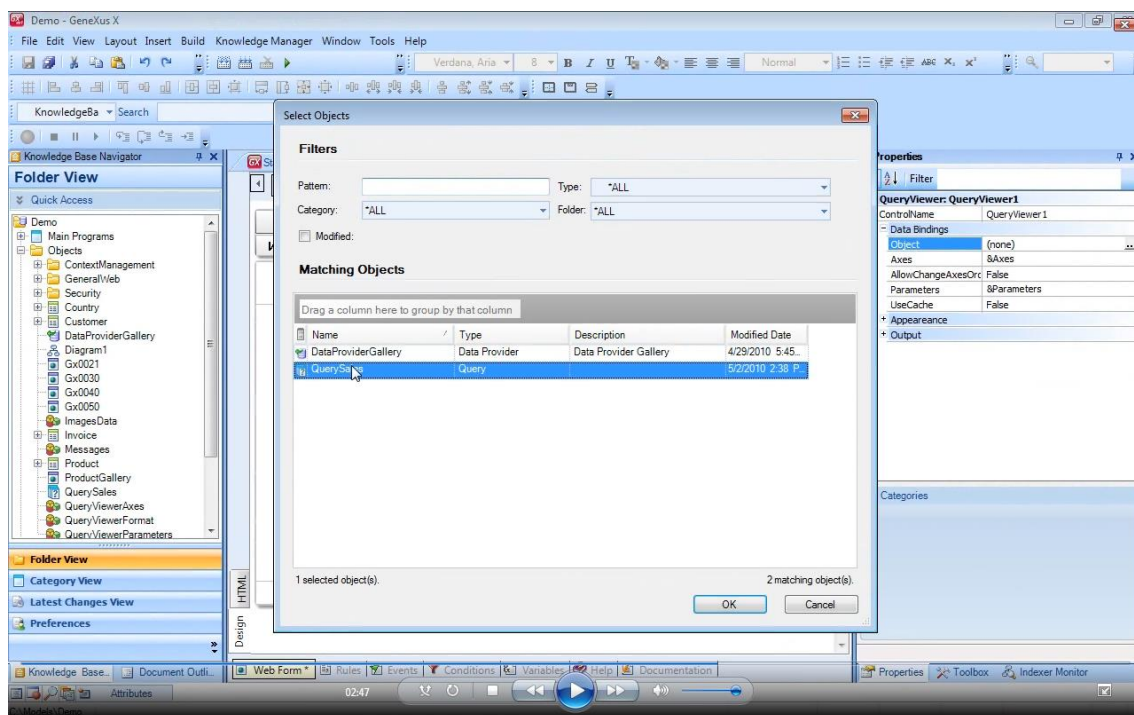 Demo - GeneXus X
File Edit View Layout Insert Build Knowledge Manager Window Tools Help
Verdana, Aria 8 B I U Normal ABC X, x²
KnowledgeBa Search
Knowledge Base Navigator
Folder View
Quick Access
Demo
Main Programs
Objects
ContextManagement
GeneralWeb
Security
Country
Customer
DataProviderGallery
Diagram1
Gx0021
Gx0030
Gx0040
Gx0050
ImagesData
Invoice
Messages
Product
ProductGallery
QuerySales
QueryViewerAxes
QueryViewerFormat
QueryViewerParameters
Folder View
Category View
Latest Changes View
Preferences
Knowledge Base... Document Outli...
HTML
Design
Select Objects
Filters
Pattern: Type: *ALL
Category: *ALL Folder: *ALL
Modified:
Matching Objects
Drag a column here to group by that column
Name / Type Description Modified Date
DataProviderGallery Data Provider Data Provider Gallery 4/29/2010 5:45...
QuerySales Query 5/2/2010 2:38 P...
1 selected object(s). 2 matching object(s).
OK Cancel
Properties
Filter
QueryViewer: QueryViewer1
ControlName QueryViewer1
Data Bindings
Object (none) ...
Axes &Axes
AllowChangeAxesOrd False
Parameters &Parameters
UseCache False
Appeareance
Output
Categories
Web Form * Rules Events Conditions Variables Help Documentation
Properties Toolbox Indexer Monitor
Attributes 02:47
C:\Models\Demo